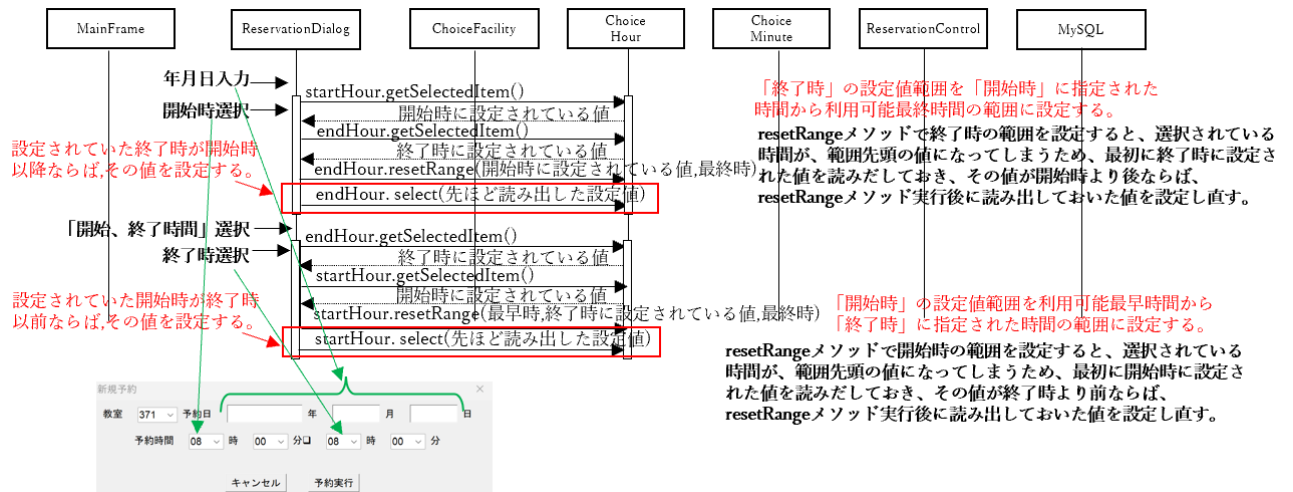 MainFrame
ReservationDialog
ChoiceFacility
Choice
Hour
Choice
Minute
ReservationControl
MySQL
年月日入力
開始時選択
startHour.getSelectedItem()
開始時に設定されている値
endHour.getSelectedItem()
終了時に設定されている値
endHour.resetRange(開始時に設定されている値,最終時)
endHour. select(先ほど読み出した設定値)
設定されていた終了時が開始時
以降ならば,その値を設定する。
「終了時」の設定値範囲を「開始時」に指定された
時間から利用可能最終時間の範囲に設定する。
resetRangeメソッドで終了時の範囲を設定すると、選択されている
時間が、範囲先頭の値になってしまうため、最初に終了時に設定さ
れた値を読みだしておき、その値が開始時より後ならば、
resetRangeメソッド実行後に読み出しておいた値を設定し直す。
「開始、終了時間」選択
終了時選択
endHour.getSelectedItem()
終了時に設定されている値
startHour.getSelectedItem()
開始時に設定されている値
startHour.resetRange(最早時,終了時に設定されている値,最終時)
startHour. select(先ほど読み出した設定値)
設定されていた開始時が終了時
以前ならば,その値を設定する。
「開始時」の設定値範囲を利用可能最早時間から
「終了時」に指定された時間の範囲に設定する。
resetRangeメソッドで開始時の範囲を設定すると、選択されている
時間が、範囲先頭の値になってしまうため、最初に開始時に設定さ
れた値を読みだしておき、その値が終了時より前ならば、
resetRangeメソッド実行後に読み出しておいた値を設定し直す。
新規予約
教室 371 予約日 年 月 日
予約時間 08 時 00 分□ 08 時 00 分
キャンセル 予約実行